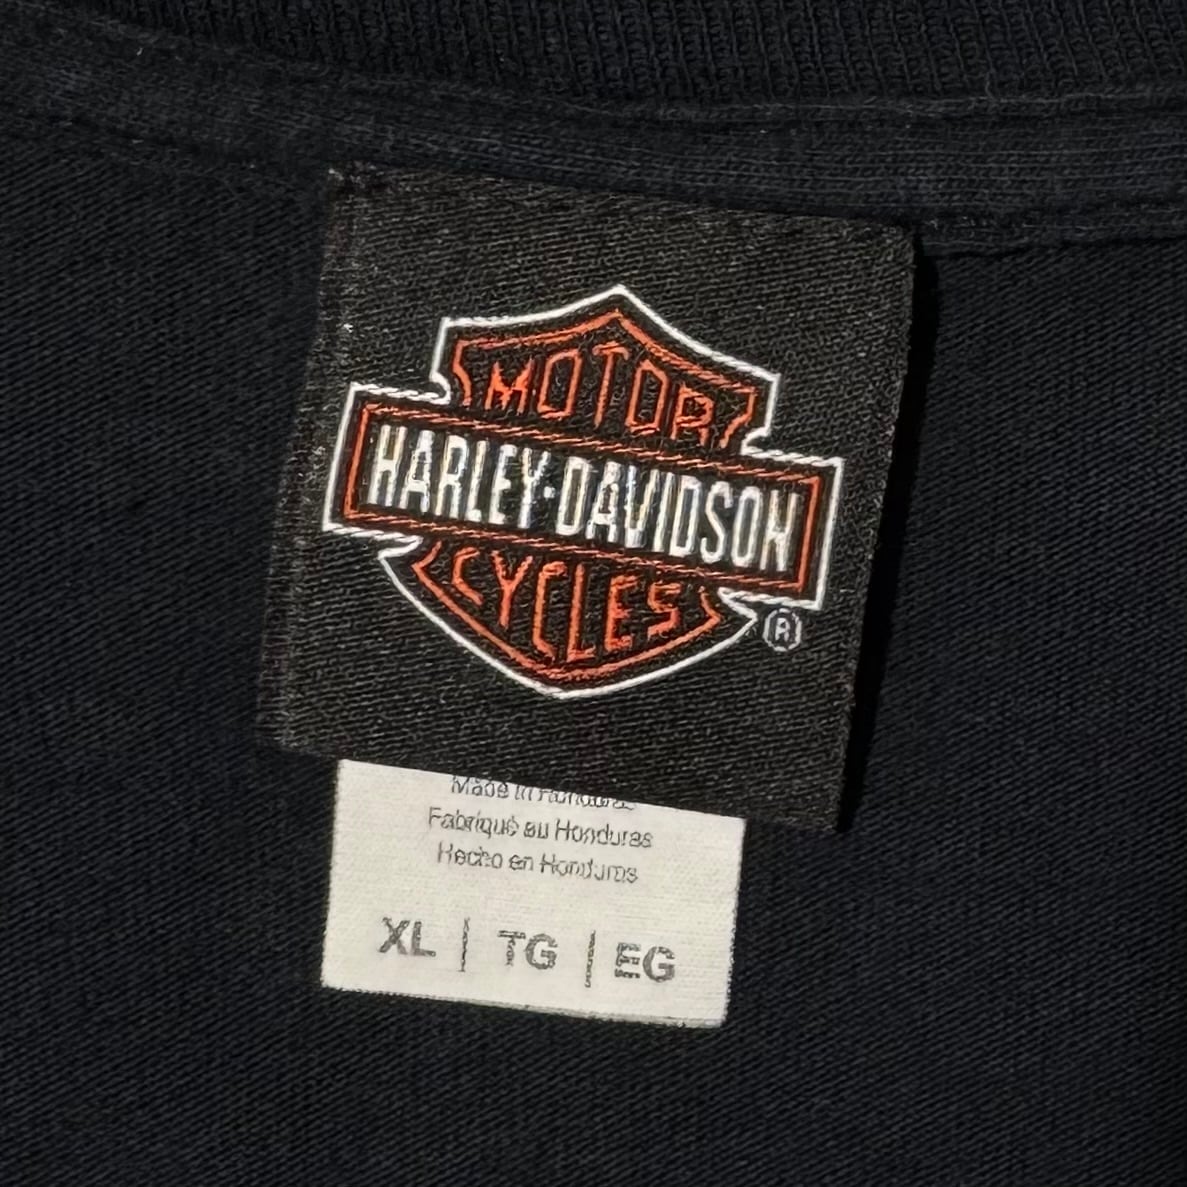 MOTOR
HARLEY-DAVIDSON
CYCLES
®
Made in Honduras
Fabriqué au Honduras
Hecho en Honduras
XL | TG | EG